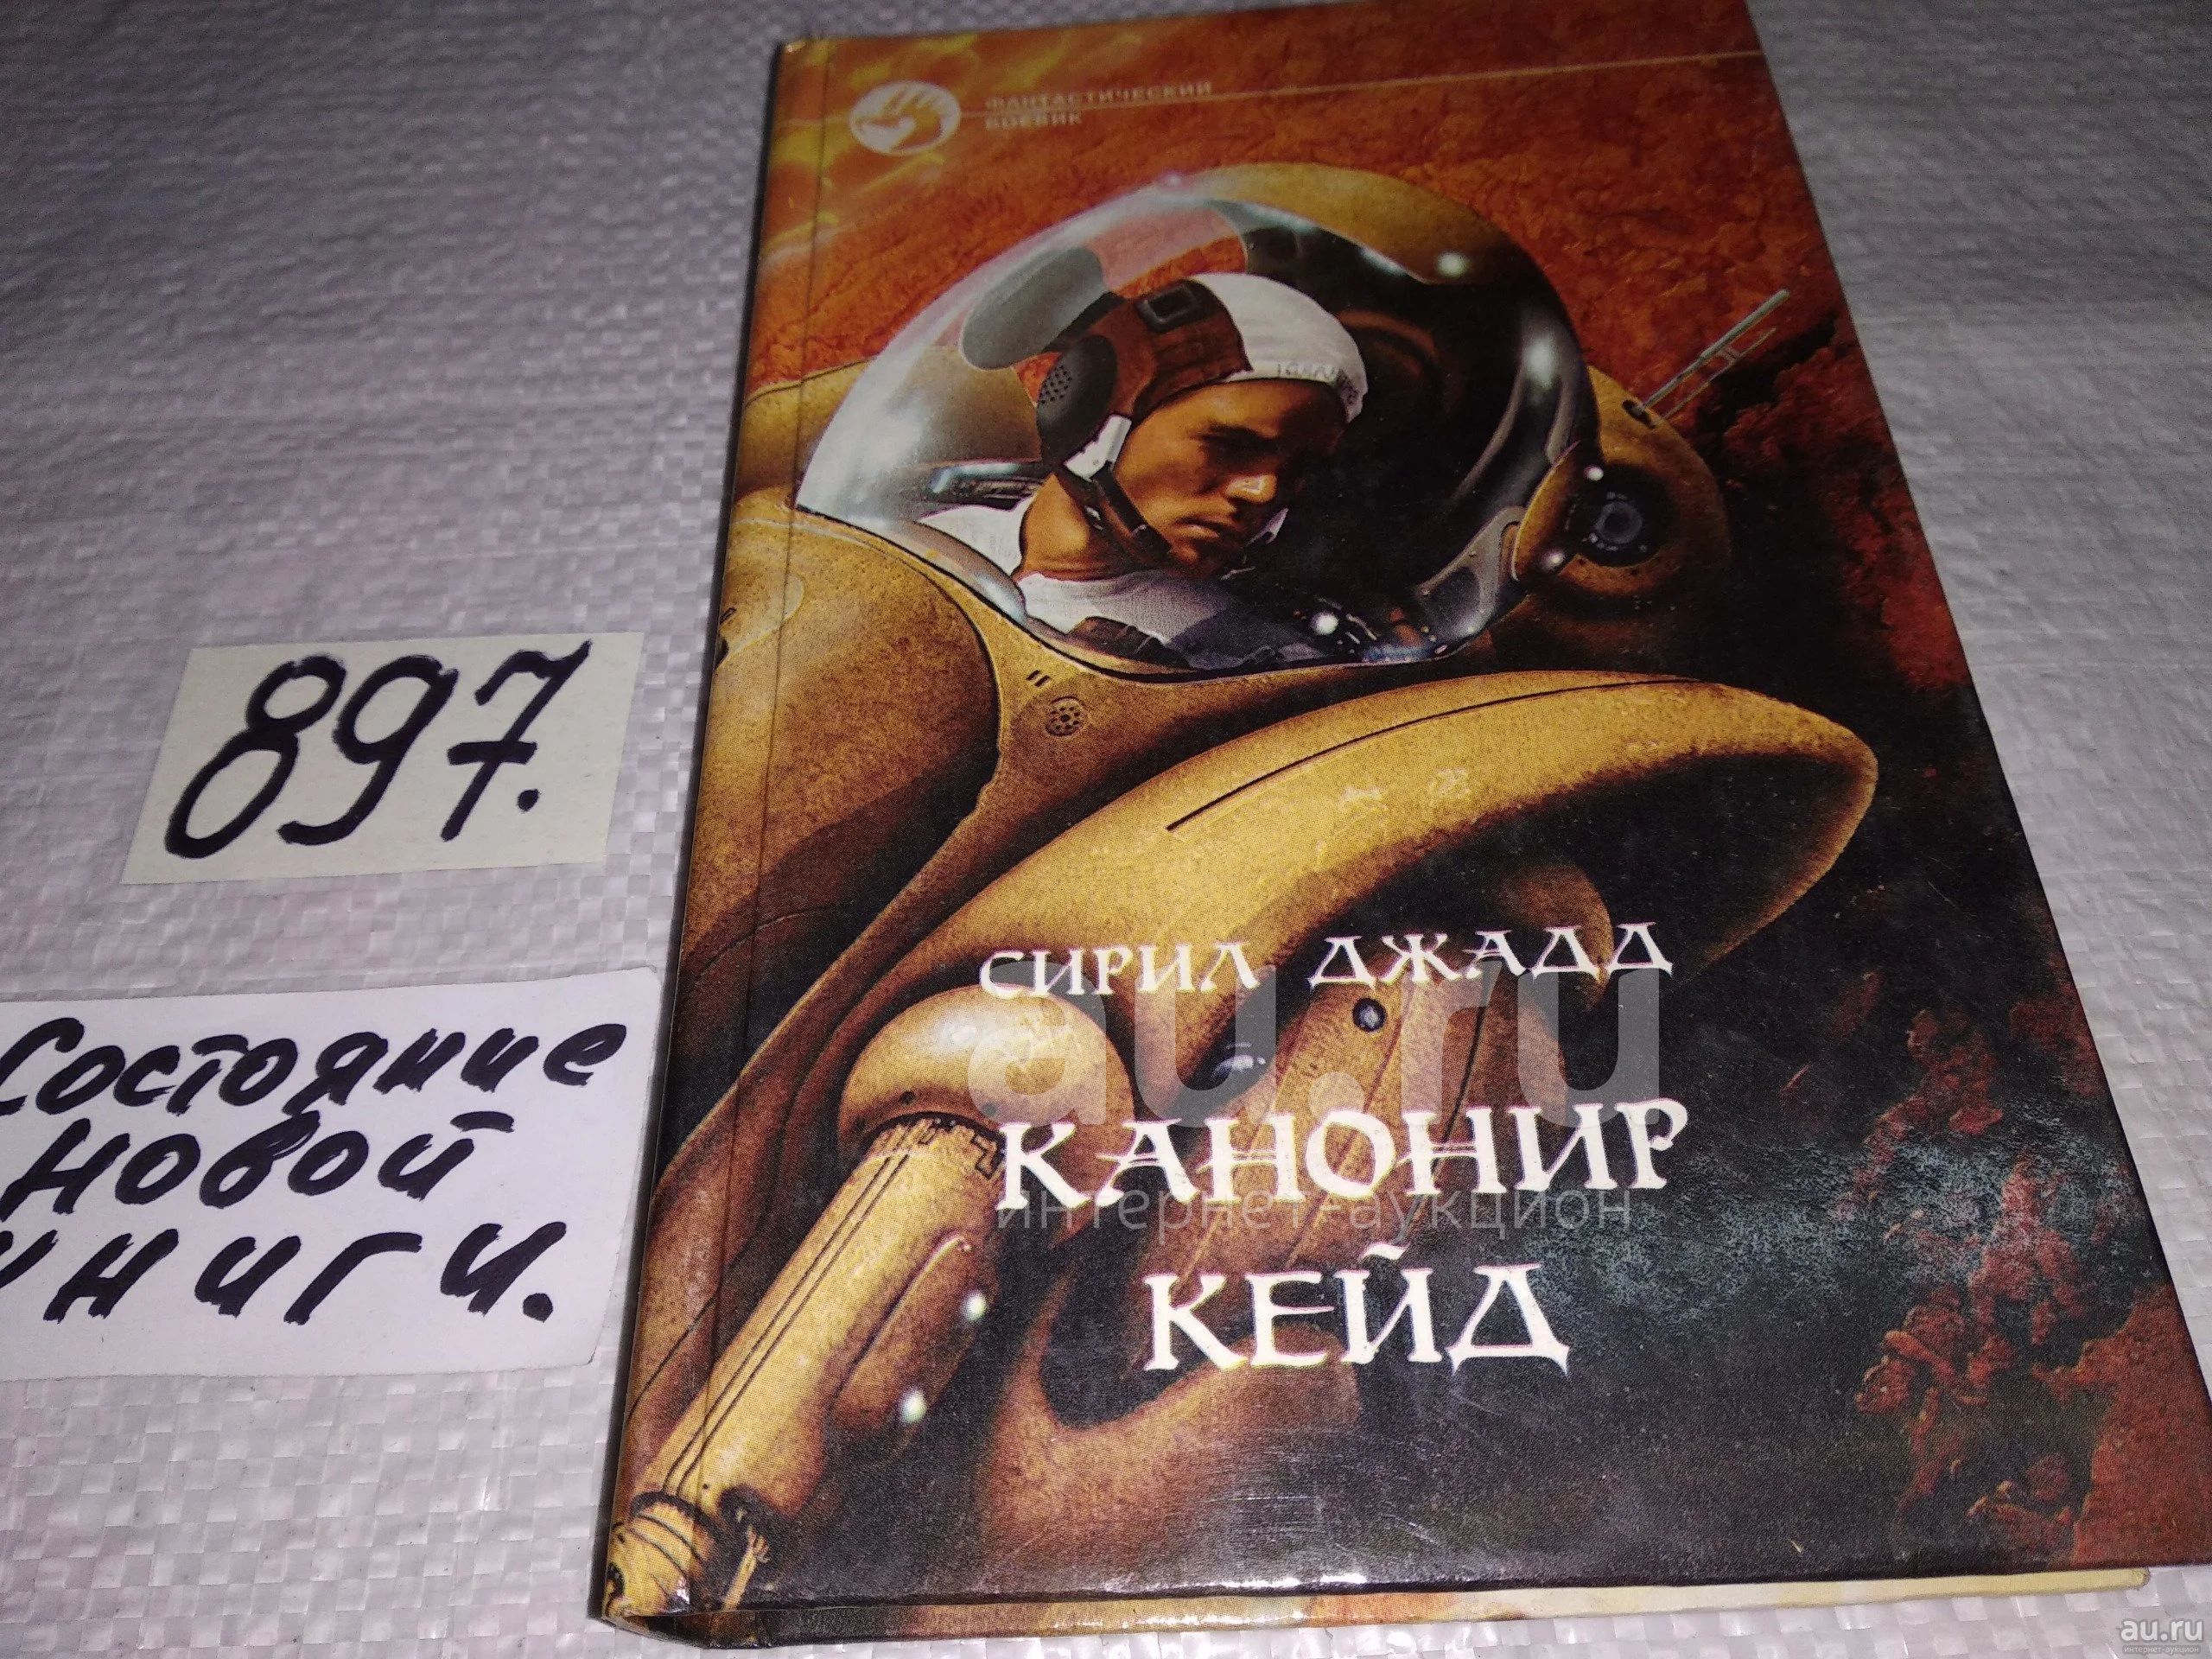 ФАНТАСТИЧЕСКИЙ
БОЕВИК
897.
Состояние
новой
книги.
СИРИЛ ДЖАДД
au.ru
КАНОНИР
интернет-аукцион
КЕЙД
au.ru
интернет-аукцион